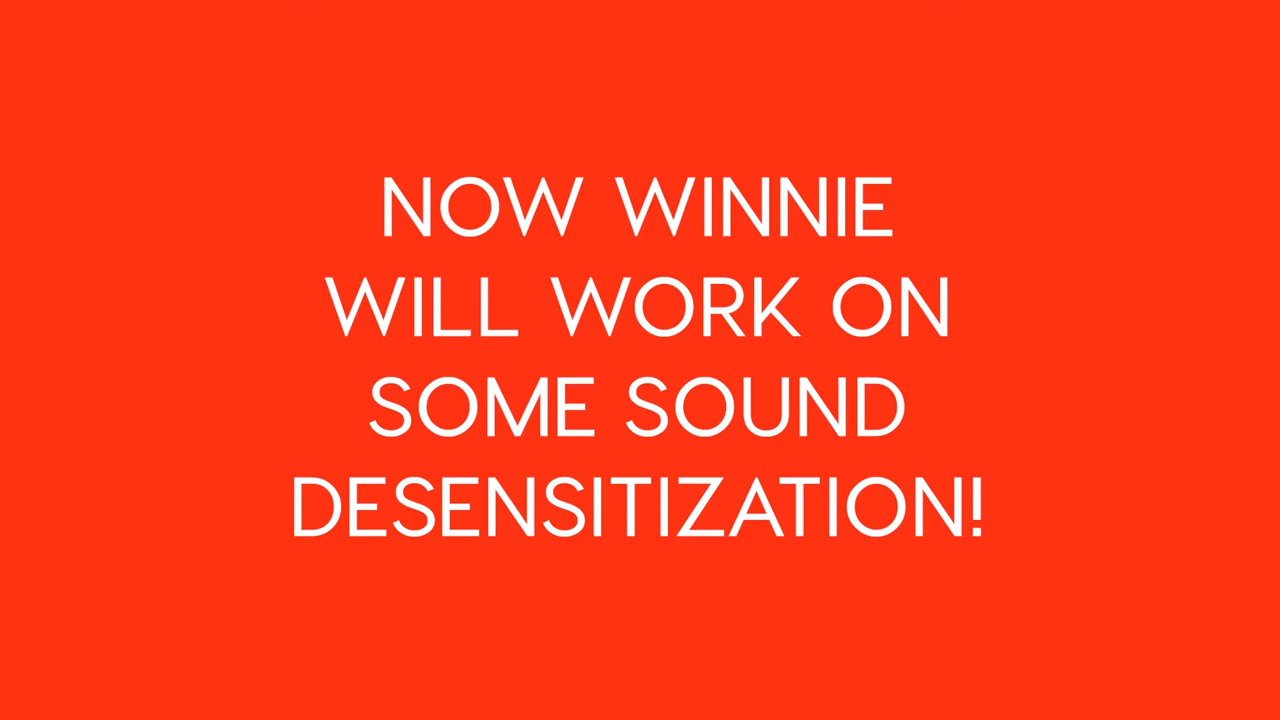 NOW WINNIE
WILL WORK ON
SOME SOUND
DESENSITIZATION!